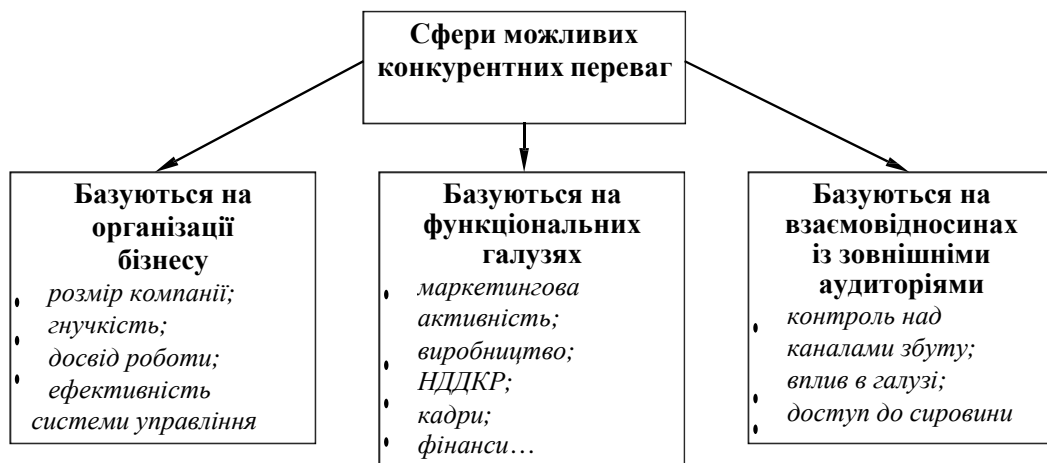 Сфери можливих
конкурентних переваг
Базуються на
організації
бізнесу
• розмір компанії;
гнучкість;
• досвід роботи;
• ефективність
системи управління
Базуються на
функціональних
галузях
• маркетингова
активність;
• виробництво;
НДДКР;
• кадри;
• фінанси…
Базуються на
взаємовідносинах
із зовнішніми
аудиторіями
• контроль над
каналами збуту;
• вплив в галузі;
• доступ до сировини